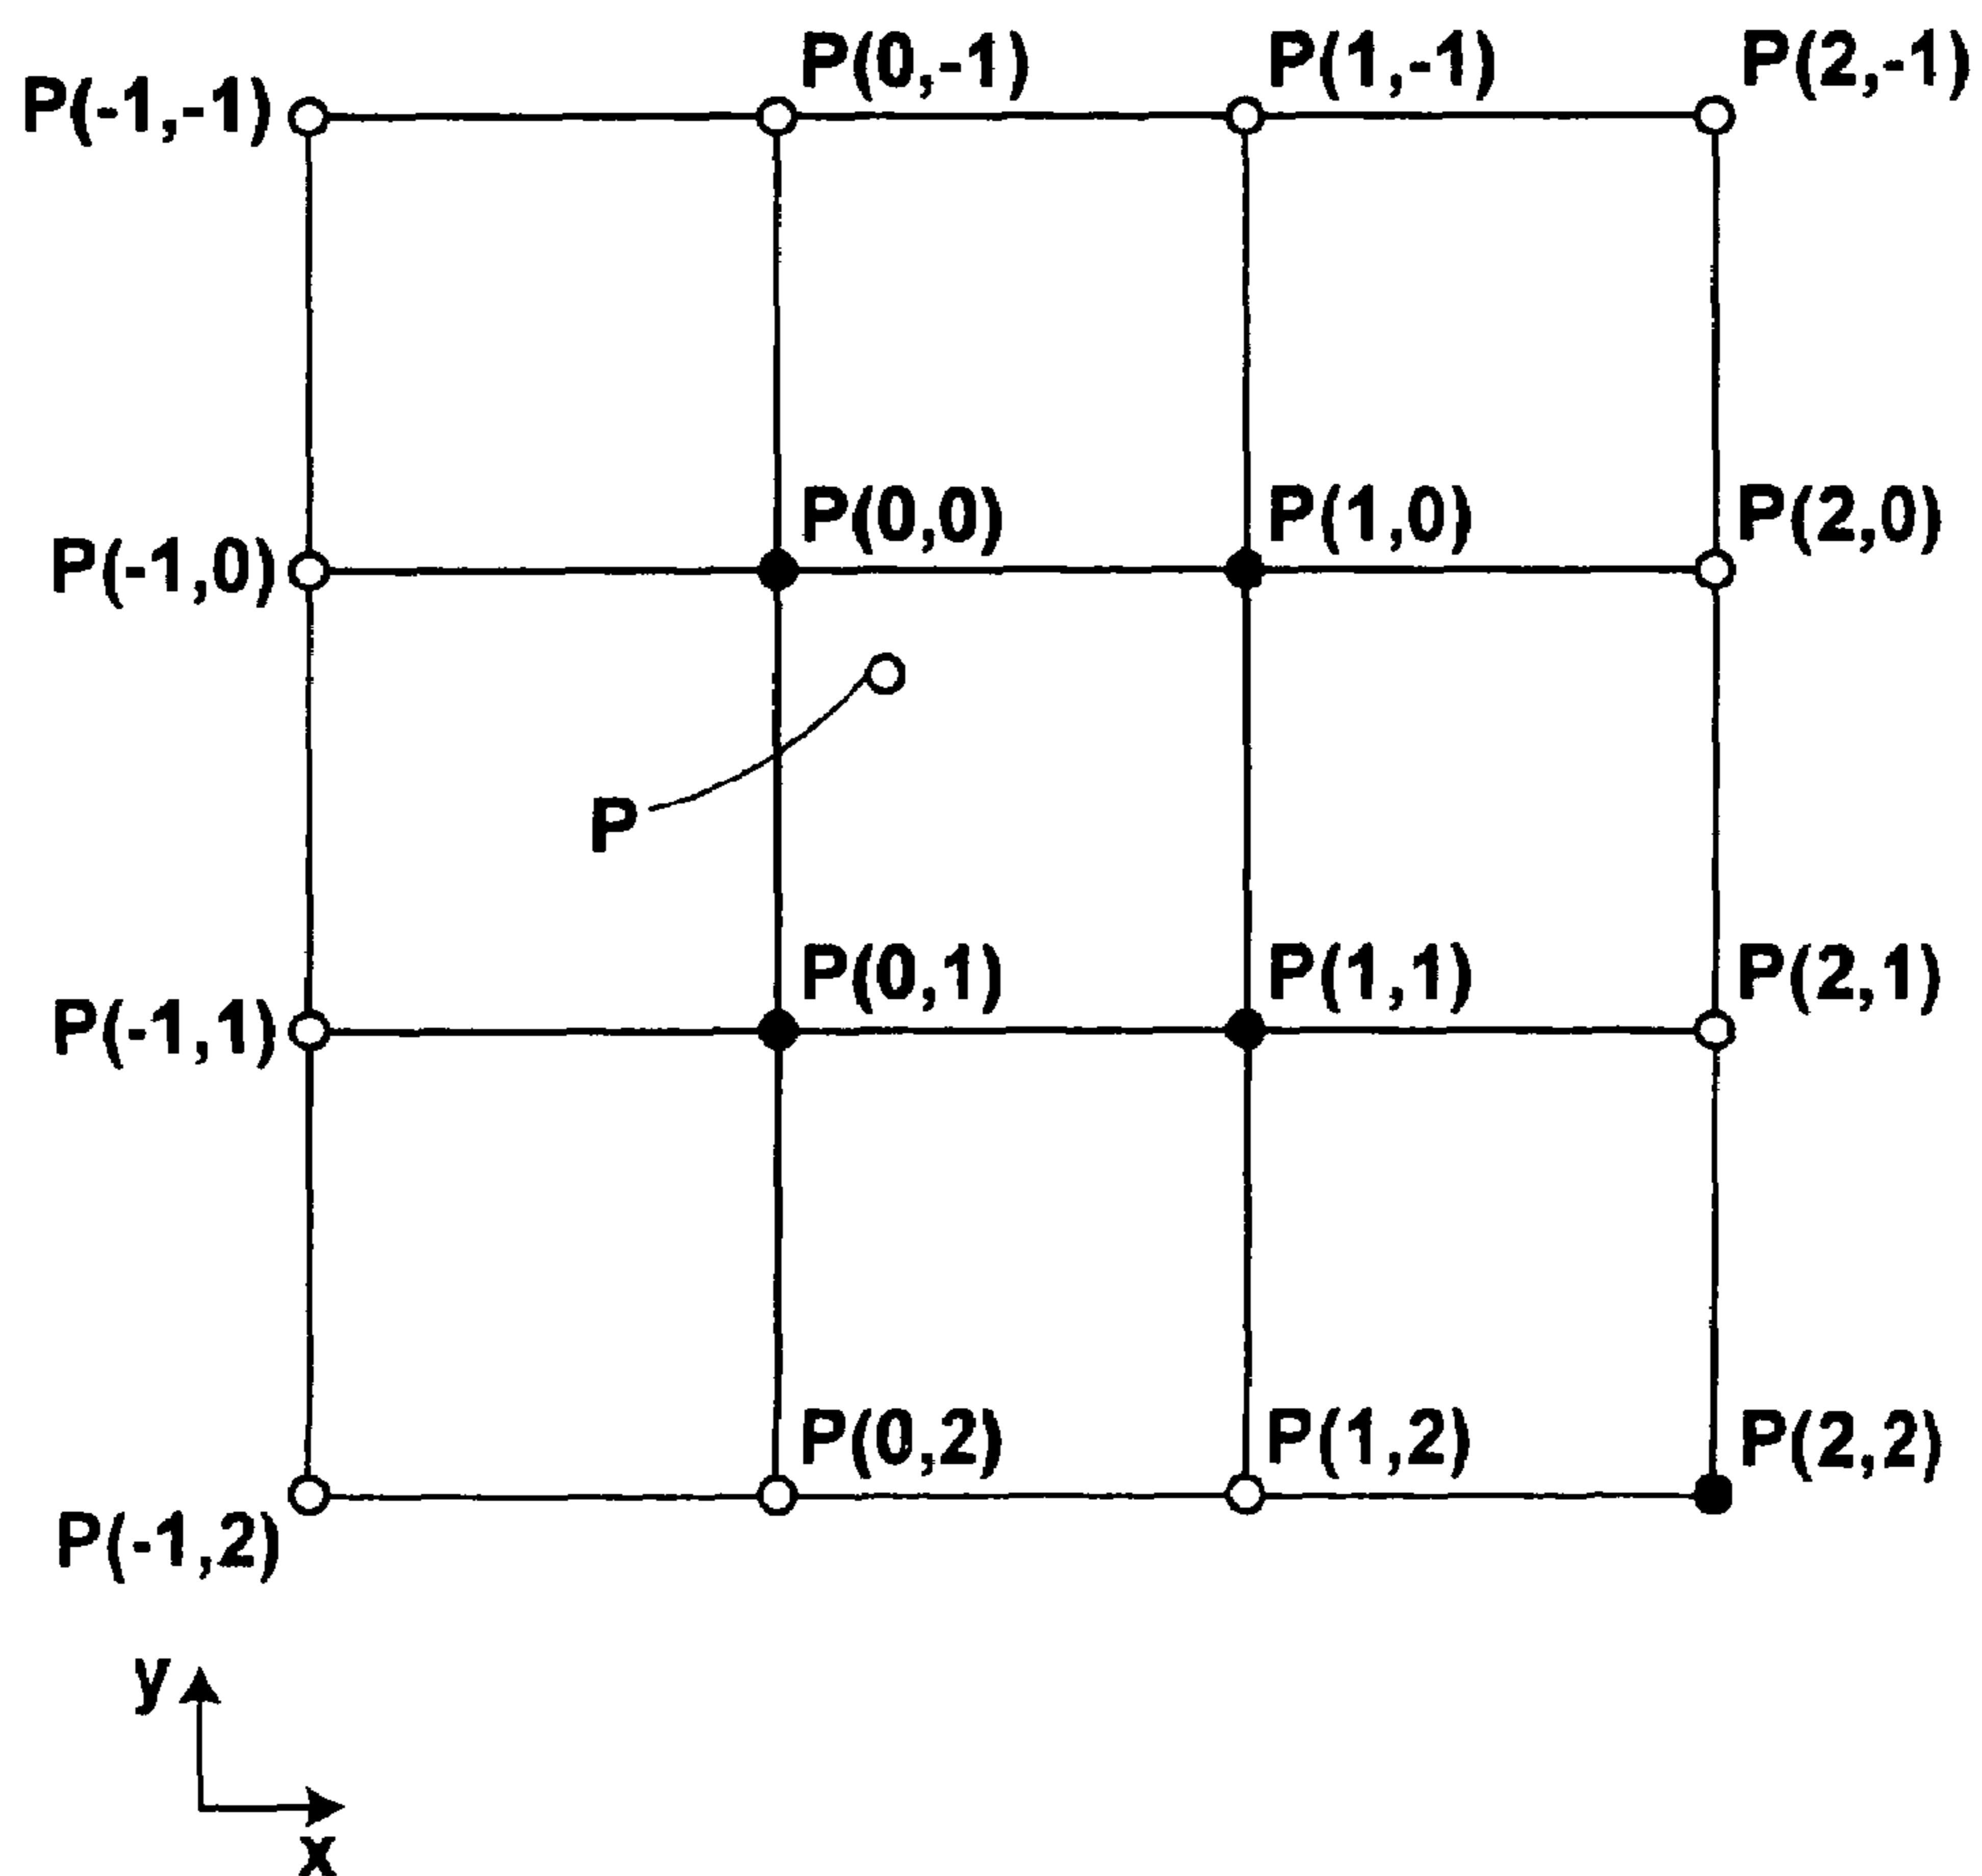 P(-1,-1) P(0,-1) P(1,-1) P(2,-1)
P(-1,0) P(0,0) P(1,0) P(2,0)
P
P(-1,1) P(0,1) P(1,1) P(2,1)
P(-1,2) P(0,2) P(1,2) P(2,2)
y
x